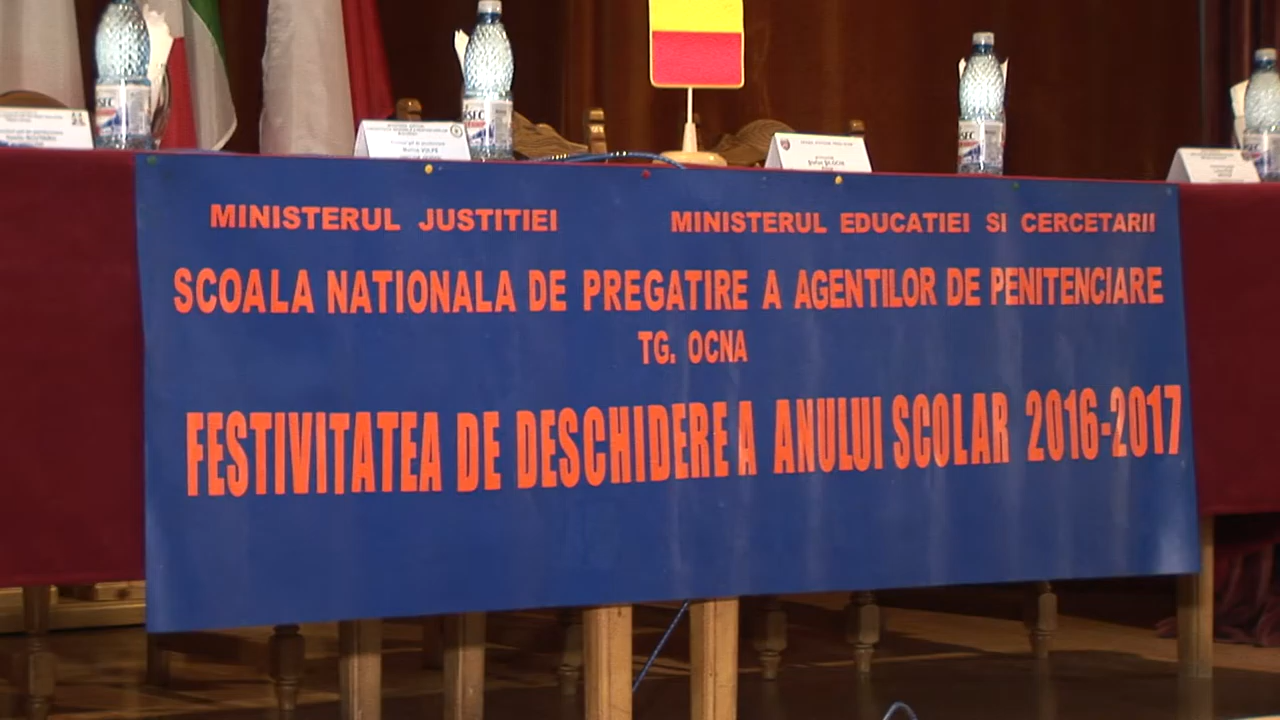 MINISTERUL JUSTITIEI MINISTERUL EDUCATIEI SI CERCETARII
SCOALA NATIONALA DE PREGATIRE A AGENTILOR DE PENITENCIARE
TG. OCNA
FESTIVITATEA DE DESCHIDERE A ANULUI SCOLAR 2016-2017